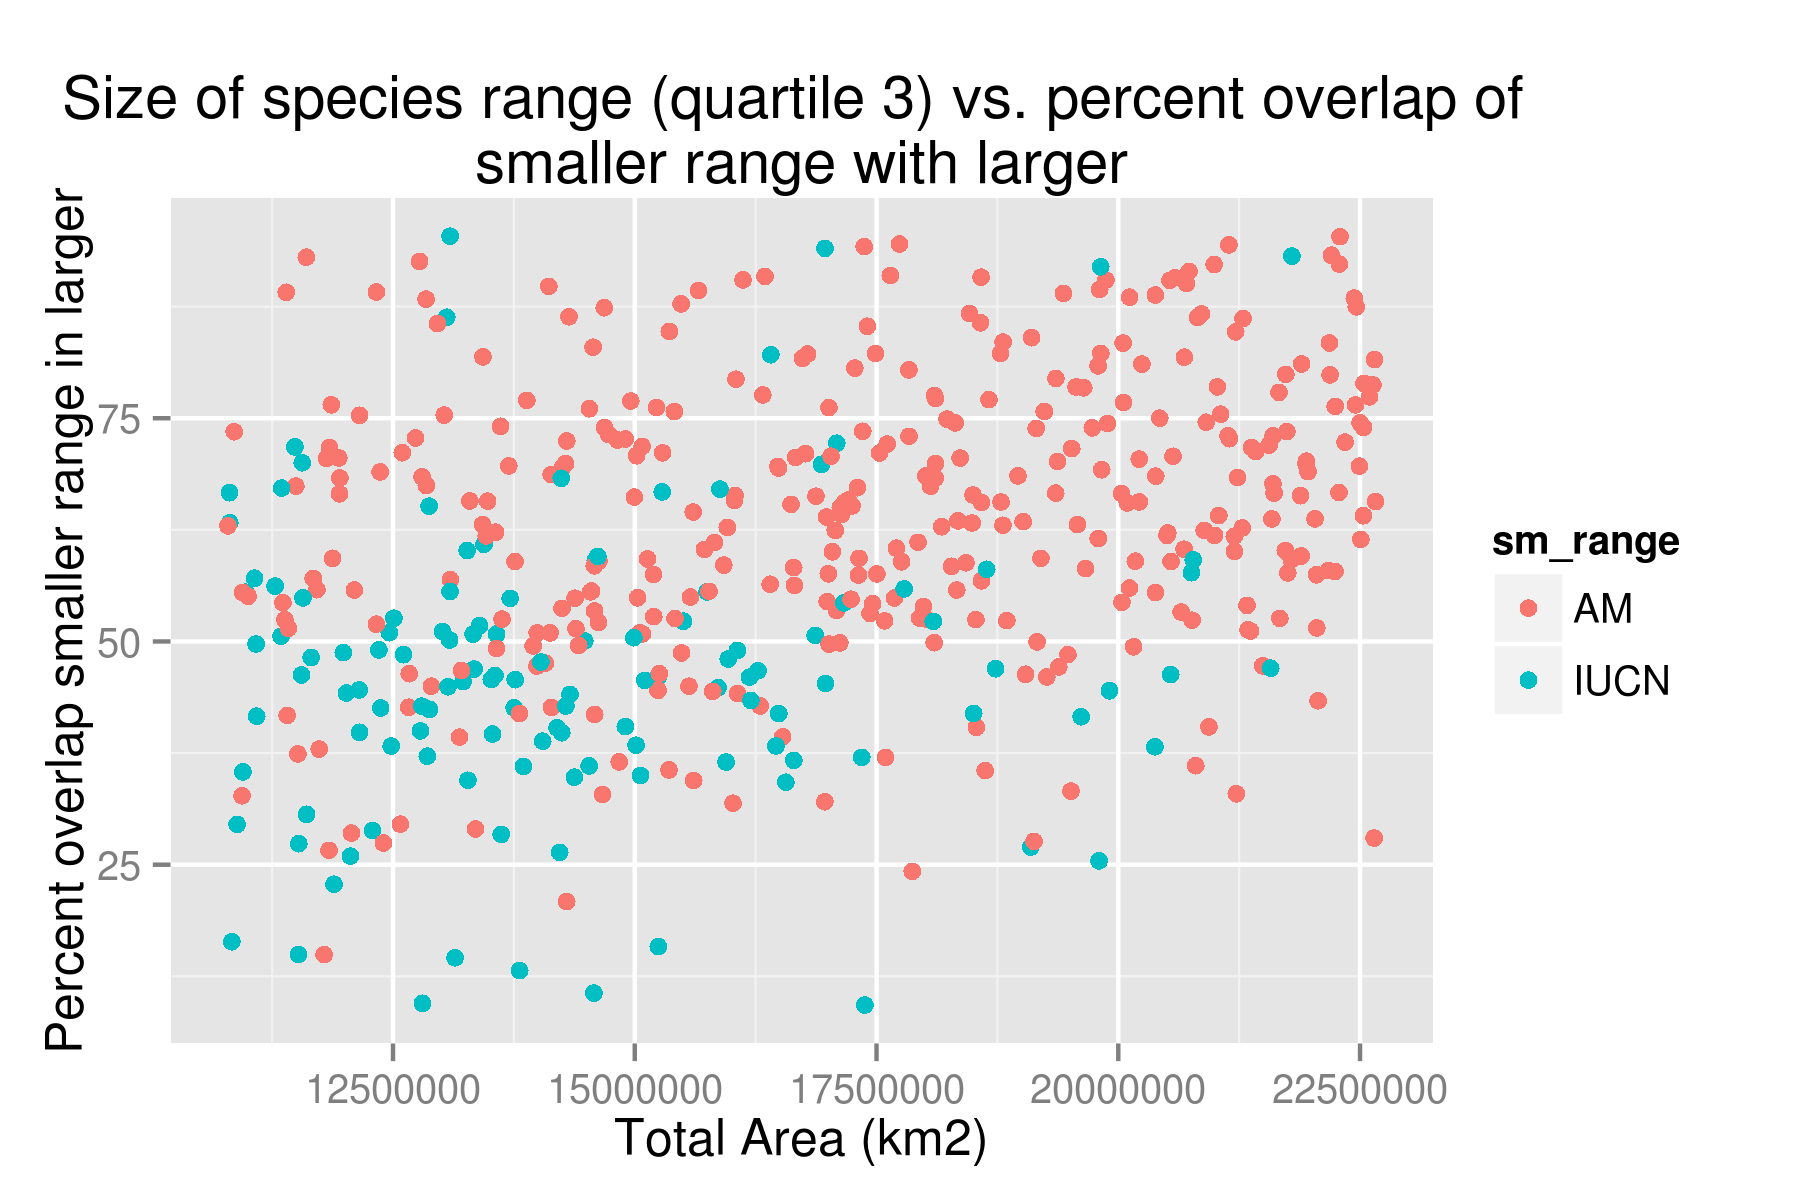 Size of species range (quartile 3) vs. percent overlap of
smaller range with larger
Percent overlap smaller range in larger
75
50
25
12500000 15000000 17500000 20000000 22500000
Total Area (km2)
sm_range
AM
IUCN